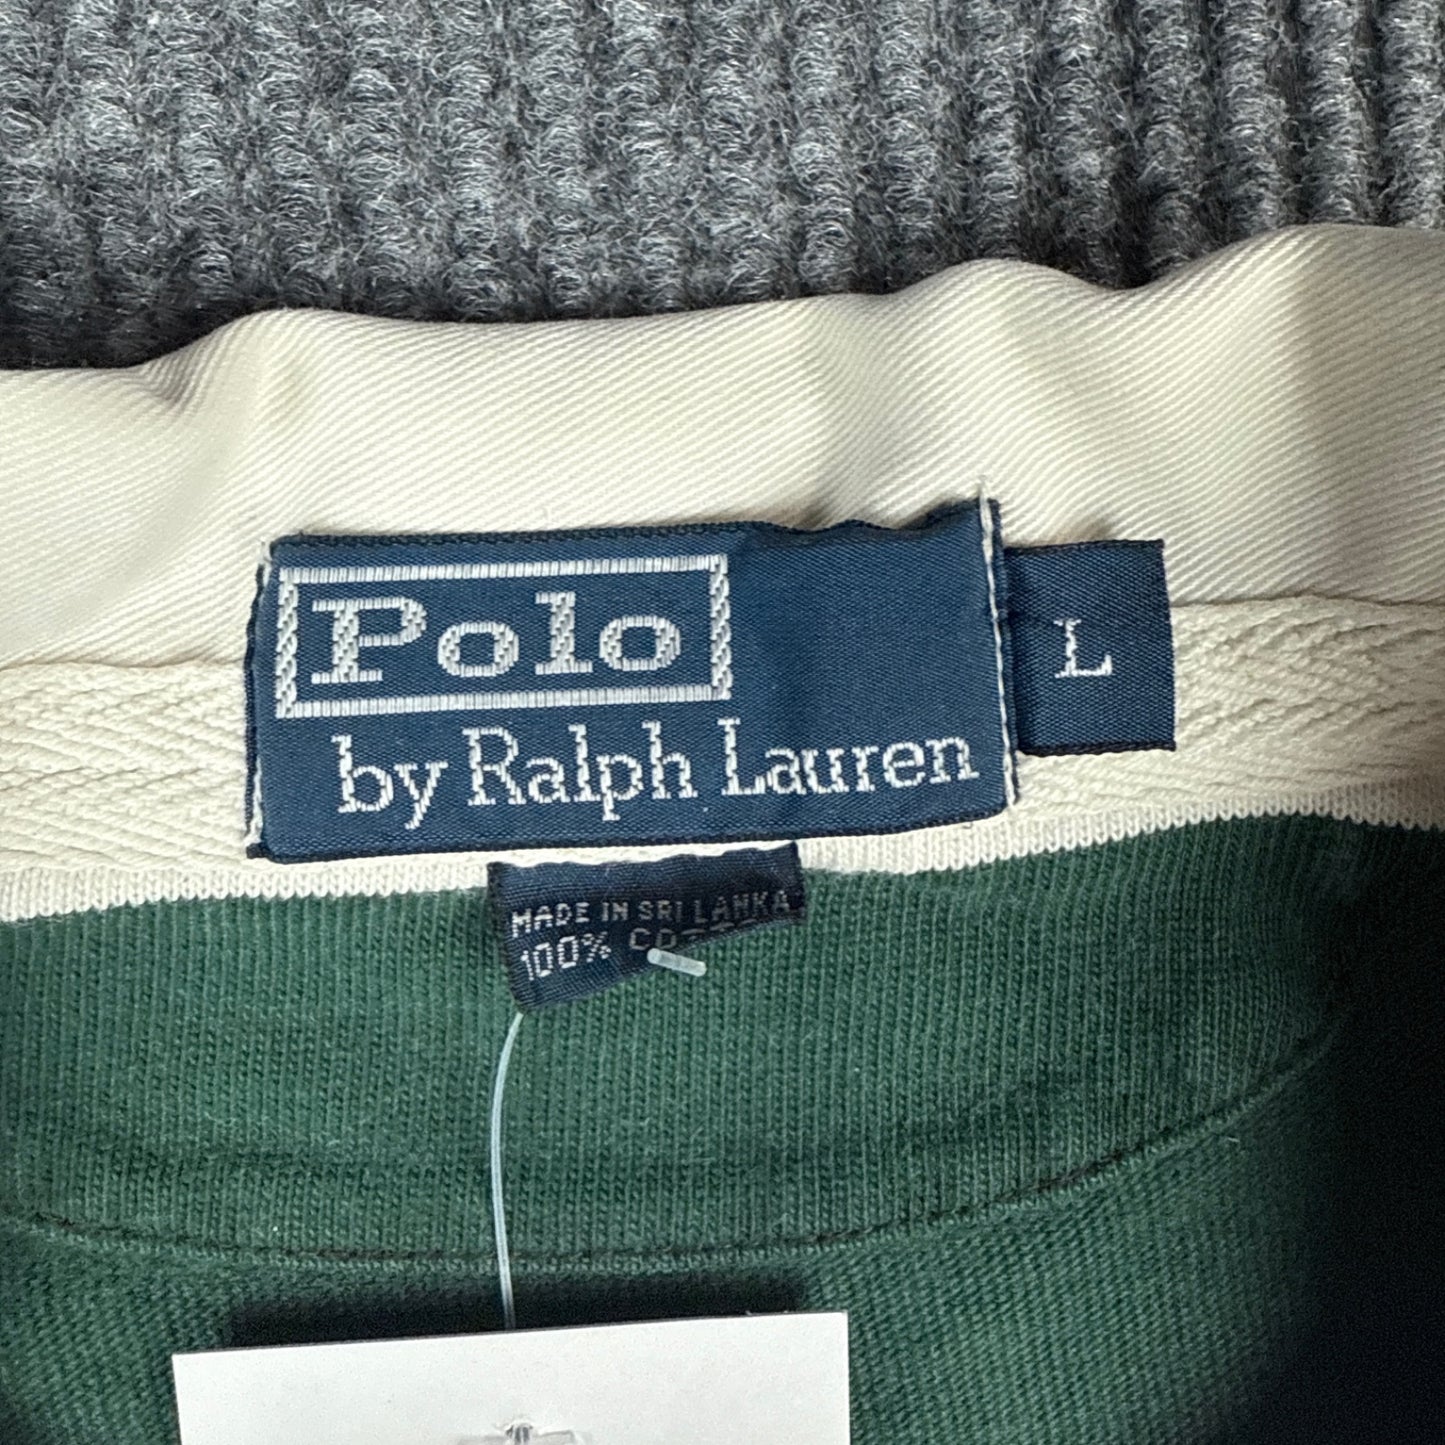 Polo
by Ralph Lauren
L
MADE IN SRI LANKA
100%